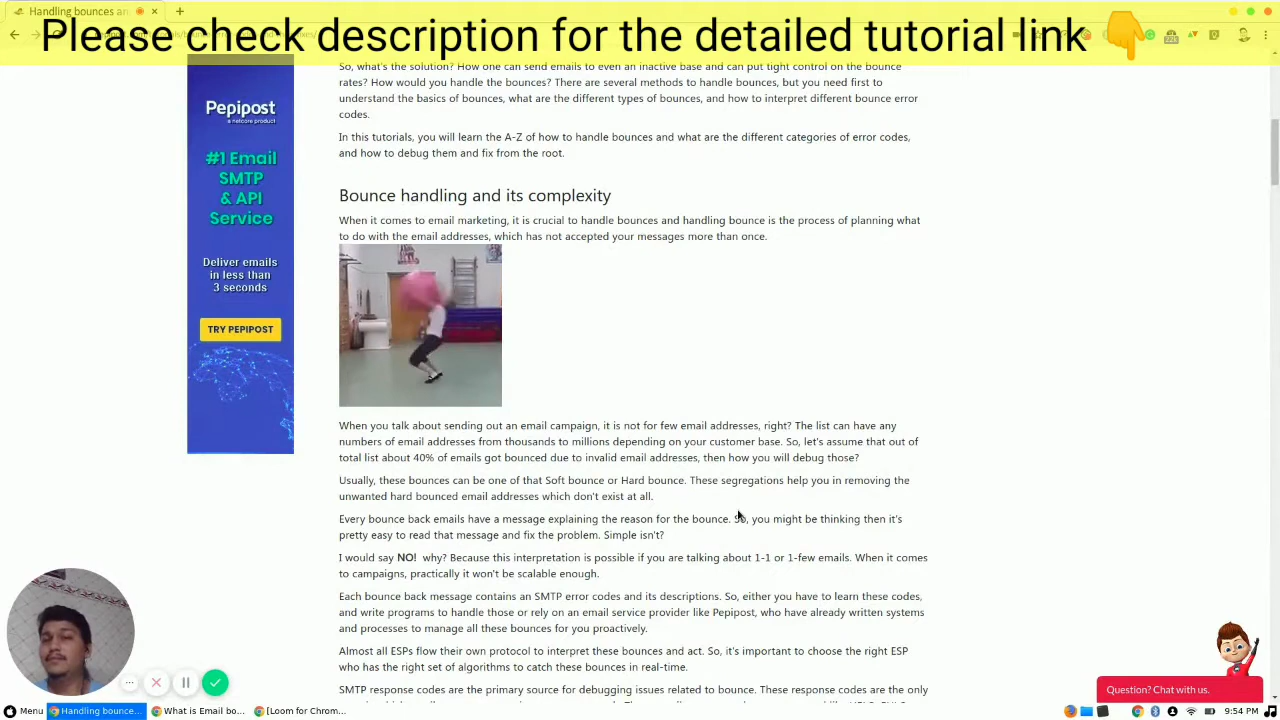 Handling bounces an
Please check description for the detailed tutorial link
So, what's the solution? How one can send emails to even an inactive base and can put tight control on the bounce
rates? How would you handle the bounces? There are several methods to handle bounces, but you need first to
understand the basics of bounces, what are the different types of bounces, and how to interpret different bounce error
codes.
In this tutorials, you will learn the A-Z of how to handle bounces and what are the different categories of error codes,
and how to debug them and fix from the root.
Pepipost
a netcore product
#1 Email
SMTP
& API
Service
Deliver emails
in less than
3 seconds
TRY PEPIPOST
Bounce handling and its complexity
When it comes to email marketing, it is crucial to handle bounces and handling bounce is the process of planning what
to do with the email addresses, which has not accepted your messages more than once.
When you talk about sending out an email campaign, it is not for few email addresses, right? The list can have any
numbers of email addresses from thousands to millions depending on your customer base. So, let's assume that out of
total list about 40% of emails got bounced due to invalid email addresses, then how you will debug those?
Usually, these bounces can be one of that Soft bounce or Hard bounce. These segregations help you in removing the
unwanted hard bounced email addresses which don't exist at all.
Every bounce back emails have a message explaining the reason for the bounce. So, you might be thinking then it's
pretty easy to read that message and fix the problem. Simple isn't?
I would say NO! why? Because this interpretation is possible if you are talking about 1-1 or 1-few emails. When it comes
to campaigns, practically it won't be scalable enough.
Each bounce back message contains an SMTP error codes and its descriptions. So, either you have to learn these codes,
and write programs to handle those or rely on an email service provider like Pepipost, who have already written systems
and processes to manage all these bounces for you proactively.
Almost all ESPs flow their own protocol to interpret these bounces and act. So, it's important to choose the right ESP
who has the right set of algorithms to catch these bounces in real-time.
SMTP response codes are the primary source for debugging issues related to bounce. These response codes are the only
Question? Chat with us.
Menu
Handling bounce...
What is Email bo...
[Loom for Chrom...
9:54 PM